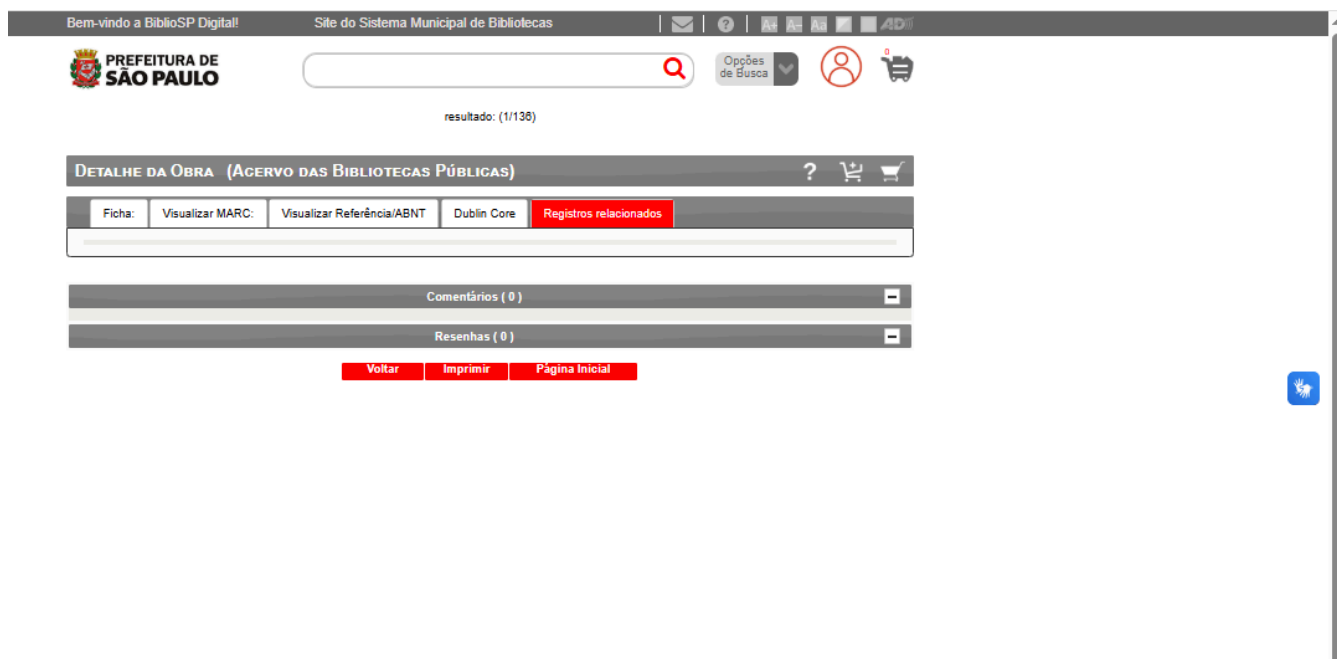 Bem-vindo a BiblioSP Digital! Site do Sistema Municipal de Bibliotecas | | ? | A+ A- Aa
PREFEITURA DE
SÃO PAULO
Opções
de Busca
0
resultado: (1/136)
DETALHE DA OBRA (ACERVO DAS BIBLIOTECAS PÚBLICAS) ?
Ficha: Visualizar MARC: Visualizar Referência/ABNT Dublin Core Registros relacionados
Comentários ( 0 )
Resenhas ( 0 )
Voltar Imprimir Página Inicial